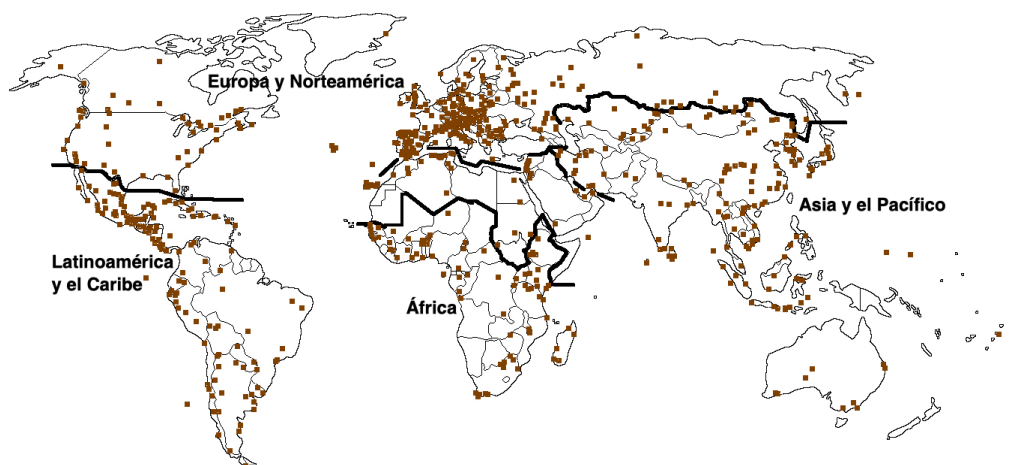 Europa y Norteamérica
Asia y el Pacífico
Latinoamérica
y el Caribe
África